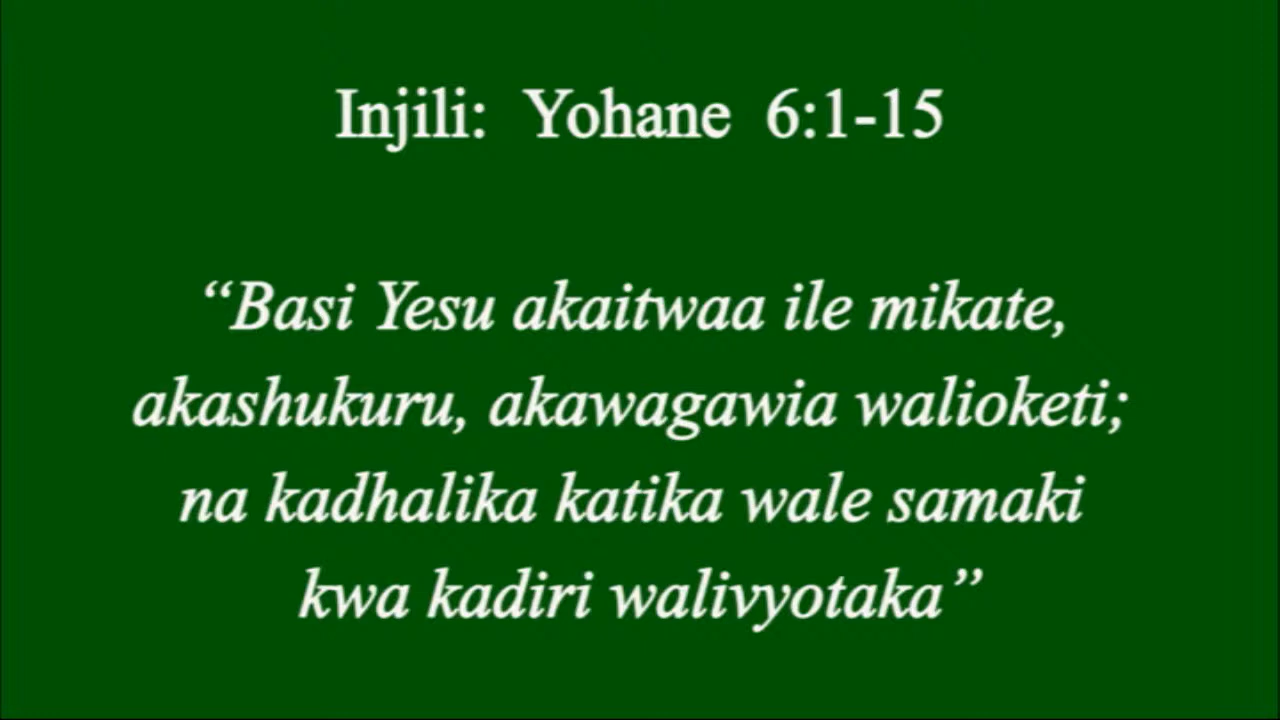 Injili: Yohane 6:1-15
“Basi Yesu akaitwaa ile mikate,
akashukuru, akawagawia walioketi;
na kadhalika katika wale samaki
kwa kadiri walivyotaka”